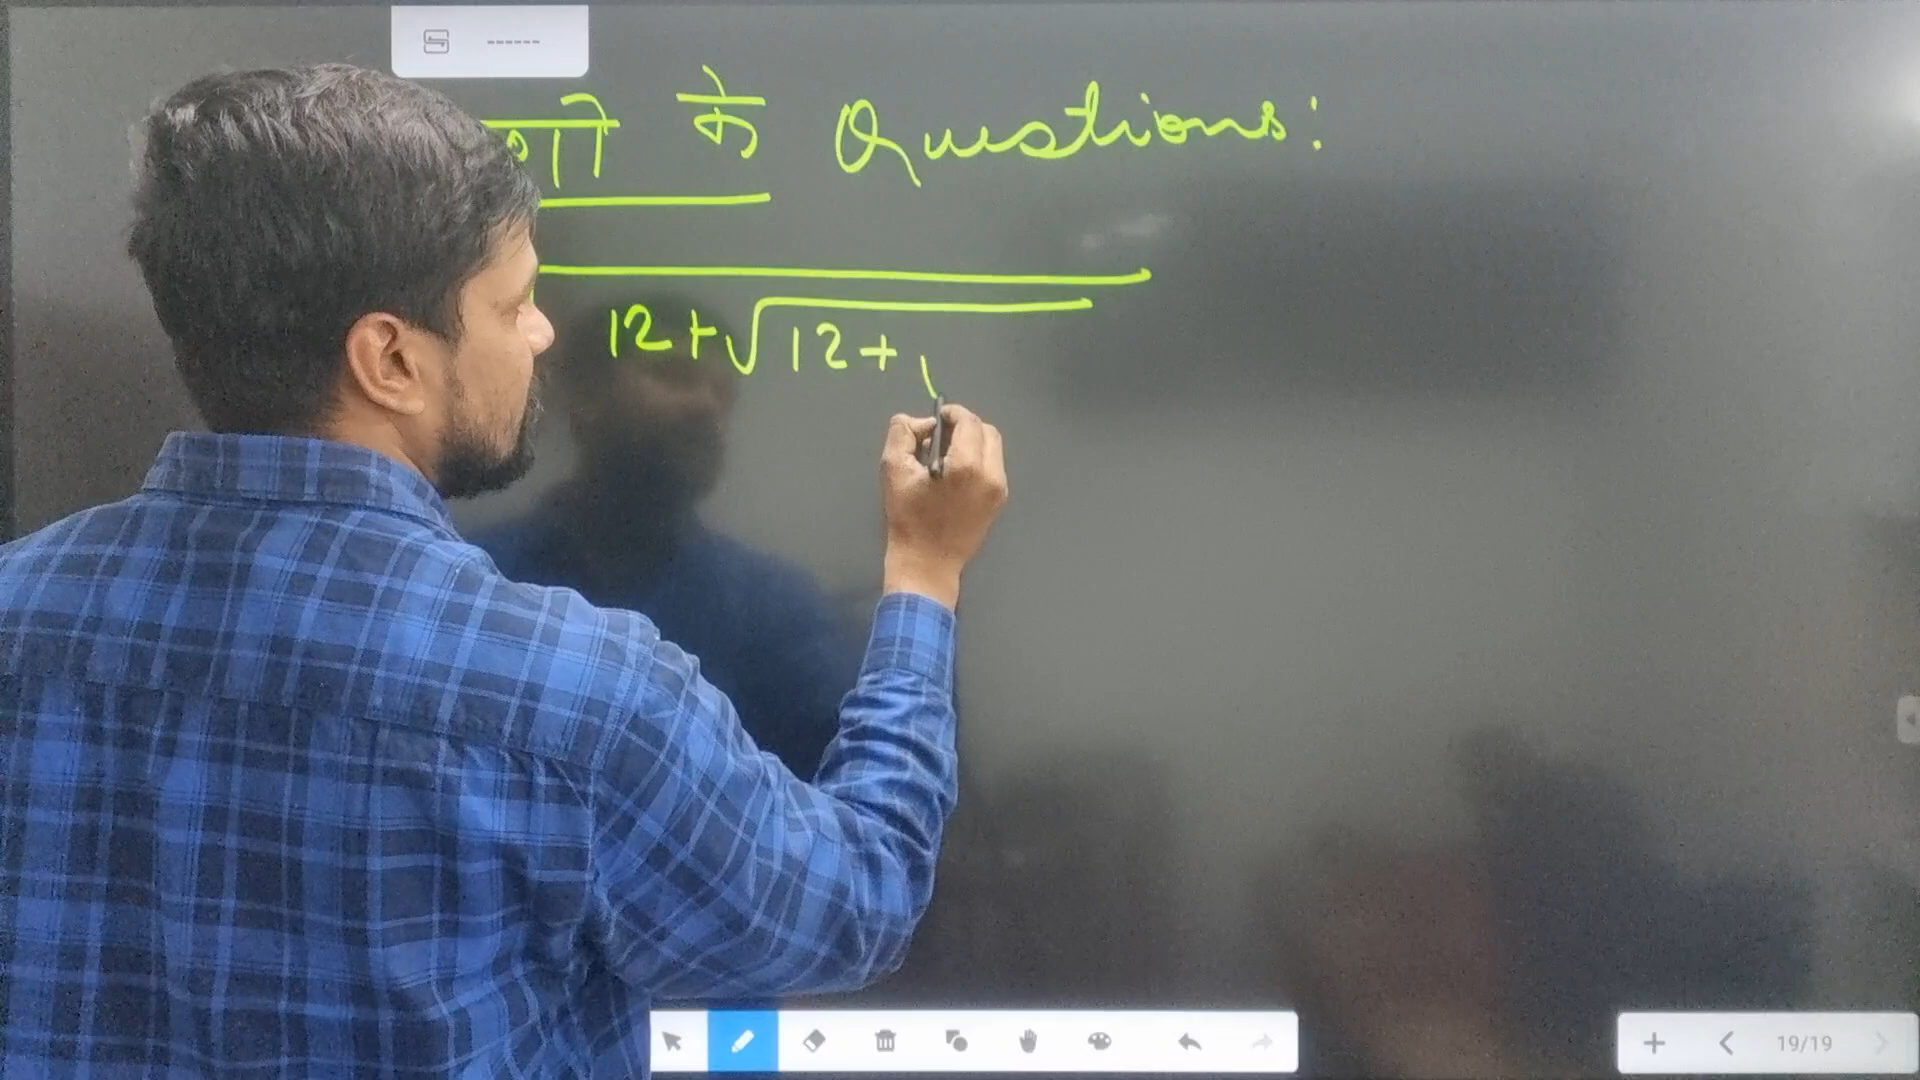 के Questions:
12+√12+
------
19/19